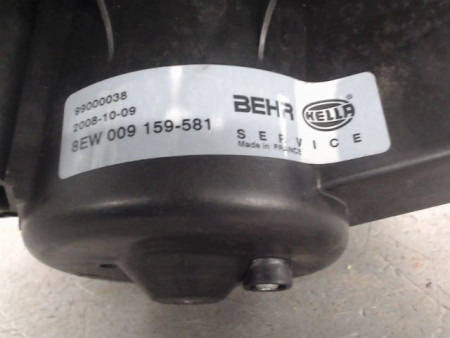 99000038
2008-10-09
8EW 009 159-581
BEHR HELLA
SERVICE
Made in FRANCE